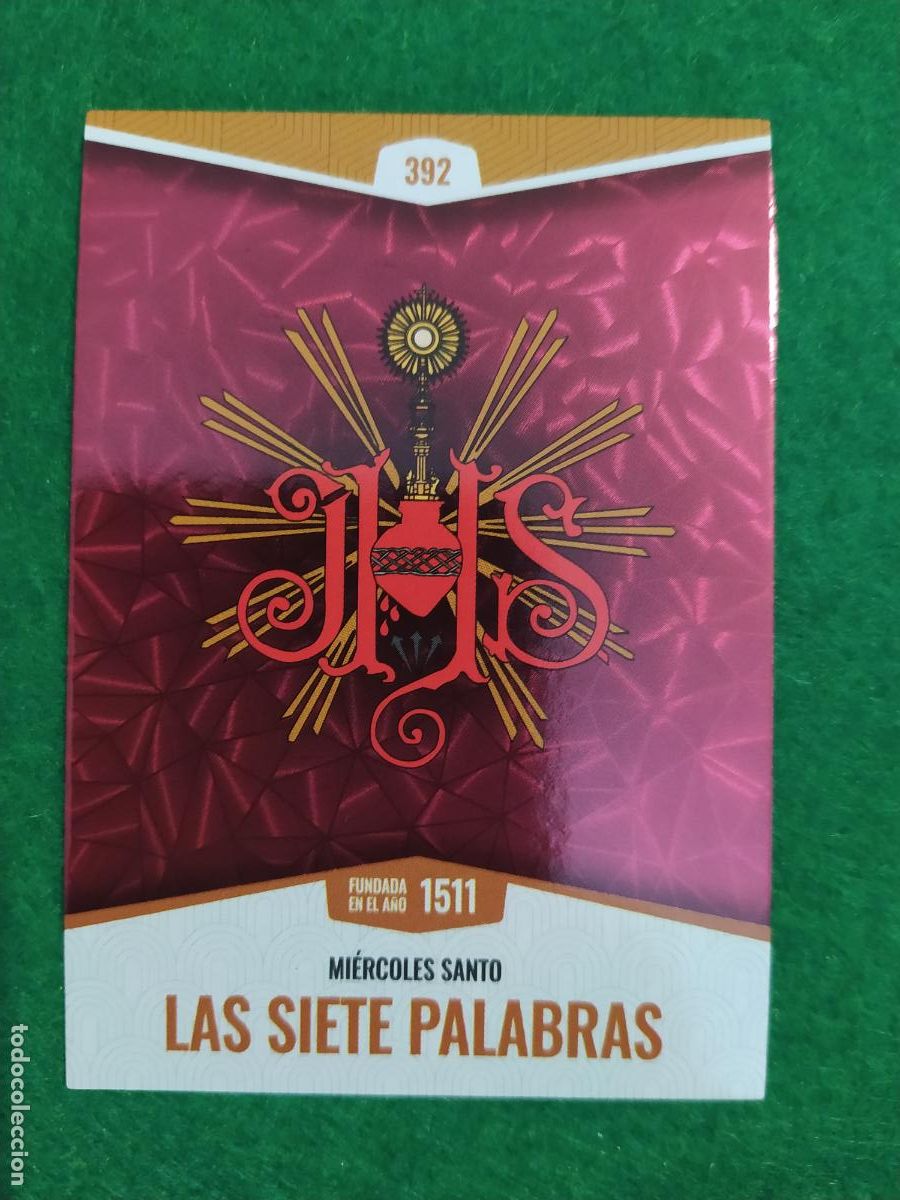 392
JHS
FUNDADA
EN EL AÑO 1511
MIÉRCOLES SANTO
LAS SIETE PALABRAS
todocoleccion